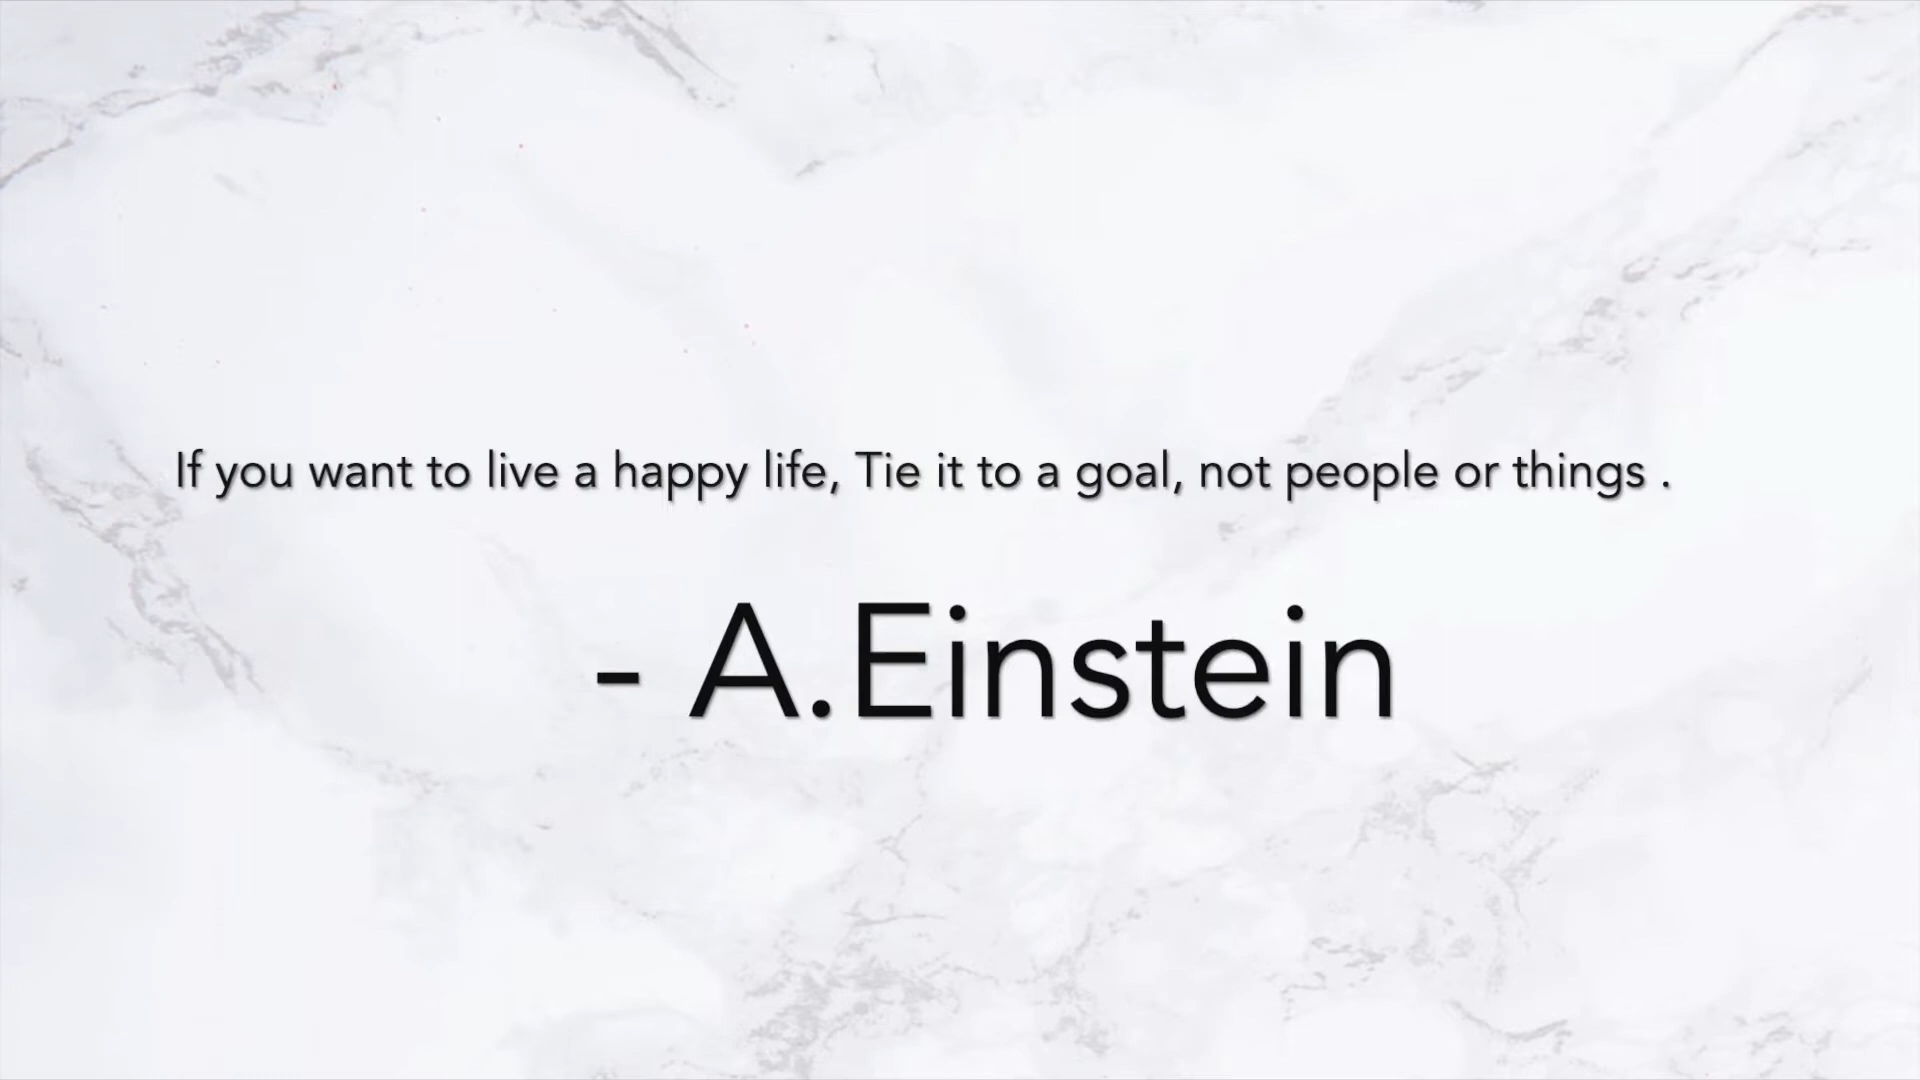 If you want to live a happy life, Tie it to a goal, not people or things .
- A.Einstein